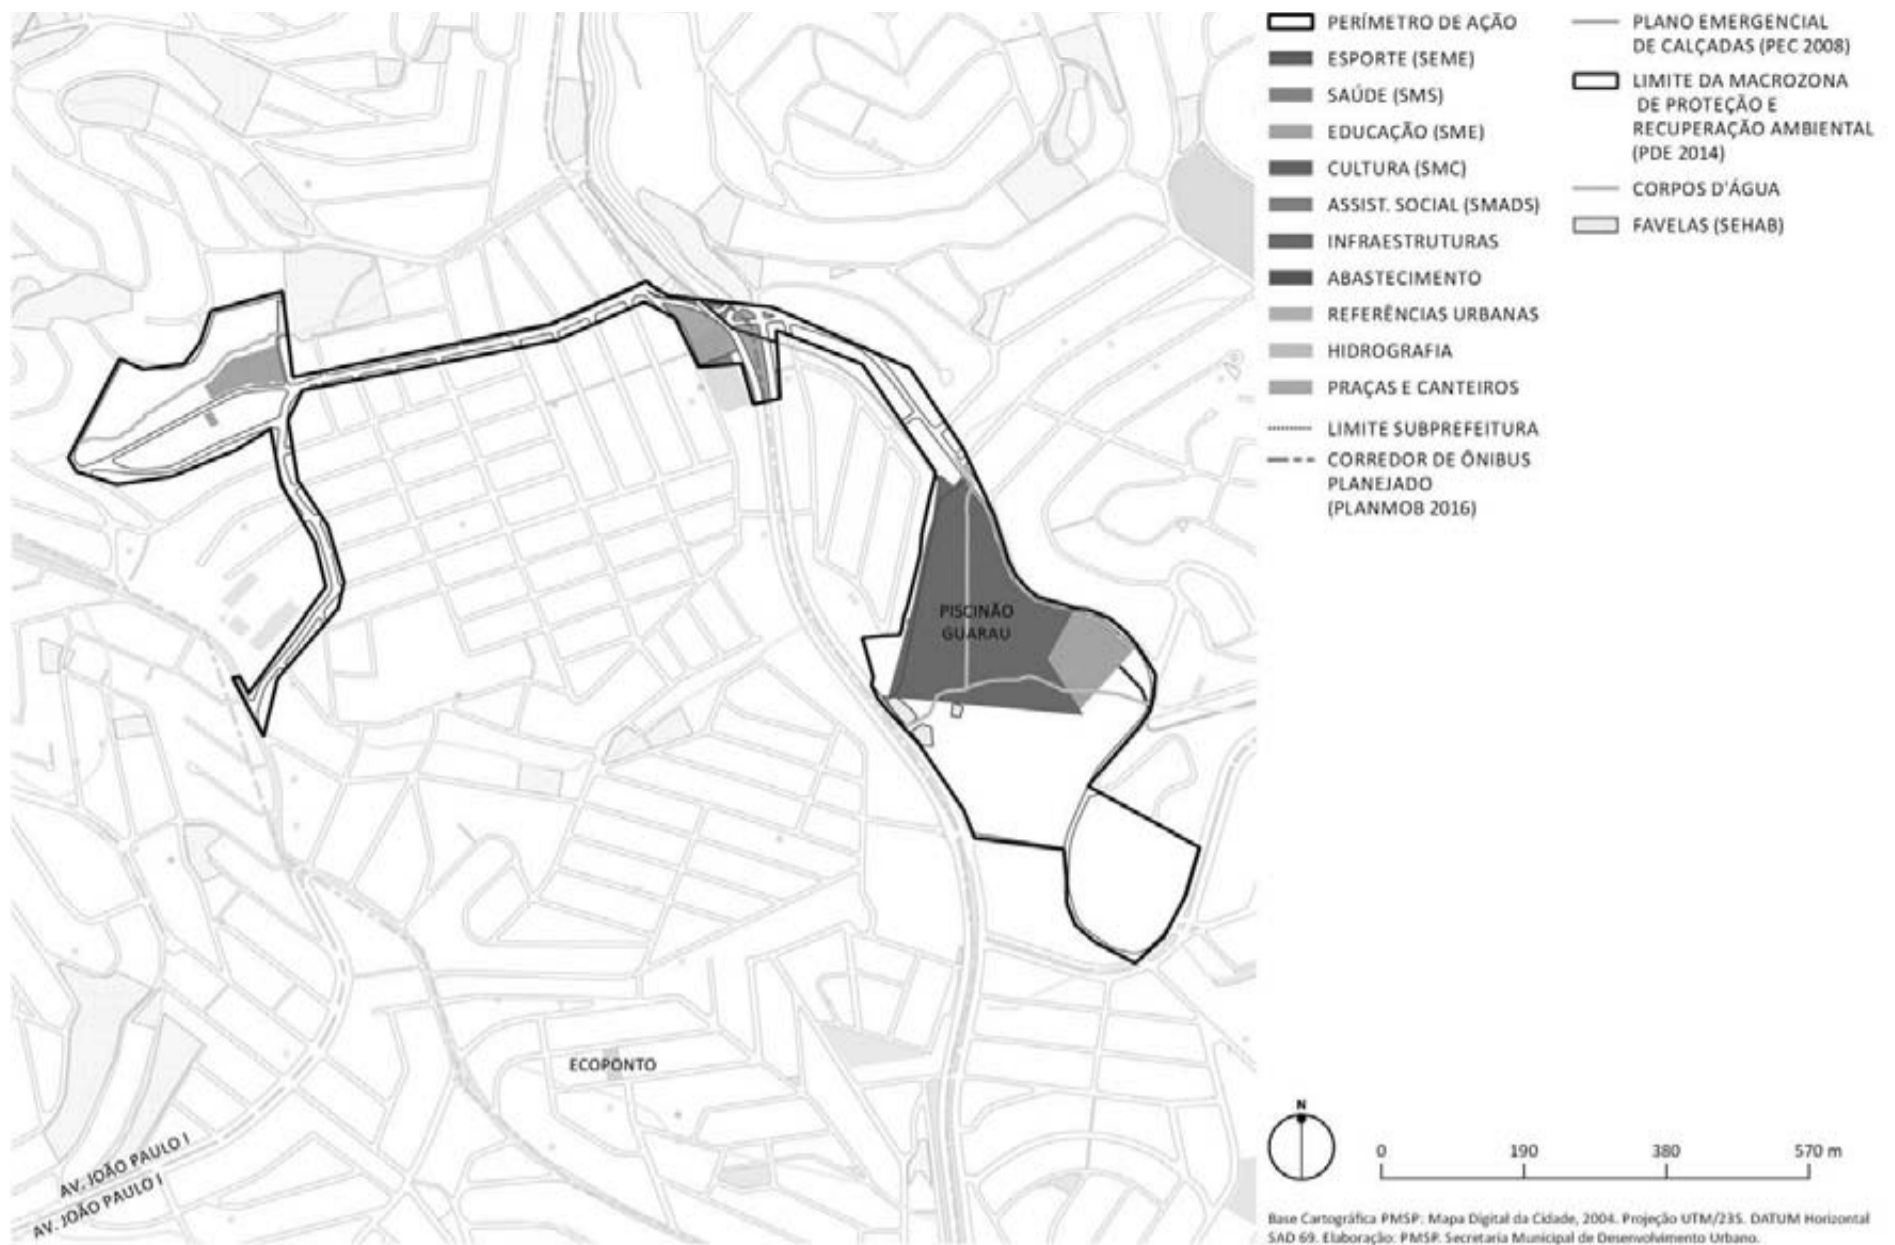 PERÍMETRO DE AÇÃO
ESPORTE (SEME)
SAÚDE (SMS)
EDUCAÇÃO (SME)
CULTURA (SMC)
ASSIST. SOCIAL (SMADS)
INFRAESTRUTURAS
ABASTECIMENTO
REFERÊNCIAS URBANAS
HIDROGRAFIA
PRAÇAS E CANTEIROS
LIMITE SUBPREFEITURA
CORREDOR DE ÔNIBUS
PLANEJADO
(PLANMOB 2016)
PLANO EMERGENCIAL
DE CALÇADAS (PEC 2008)
LIMITE DA MACROZONA
DE PROTEÇÃO E
RECUPERAÇÃO AMBIENTAL
(PDE 2014)
CORPOS D'ÁGUA
FAVELAS (SEHAB)
PISCINÃO
GUARAU
ECOPONTO
AV. JOÃO PAULO I
AV. JOÃO PAULO I
N
0 190 380 570 m
Base Cartográfica PMSP: Mapa Digital da Cidade, 2004. Projeção UTM/23S. DATUM Horizontal
SAD 69. Elaboração: PMSP. Secretaria Municipal de Desenvolvimento Urbano.